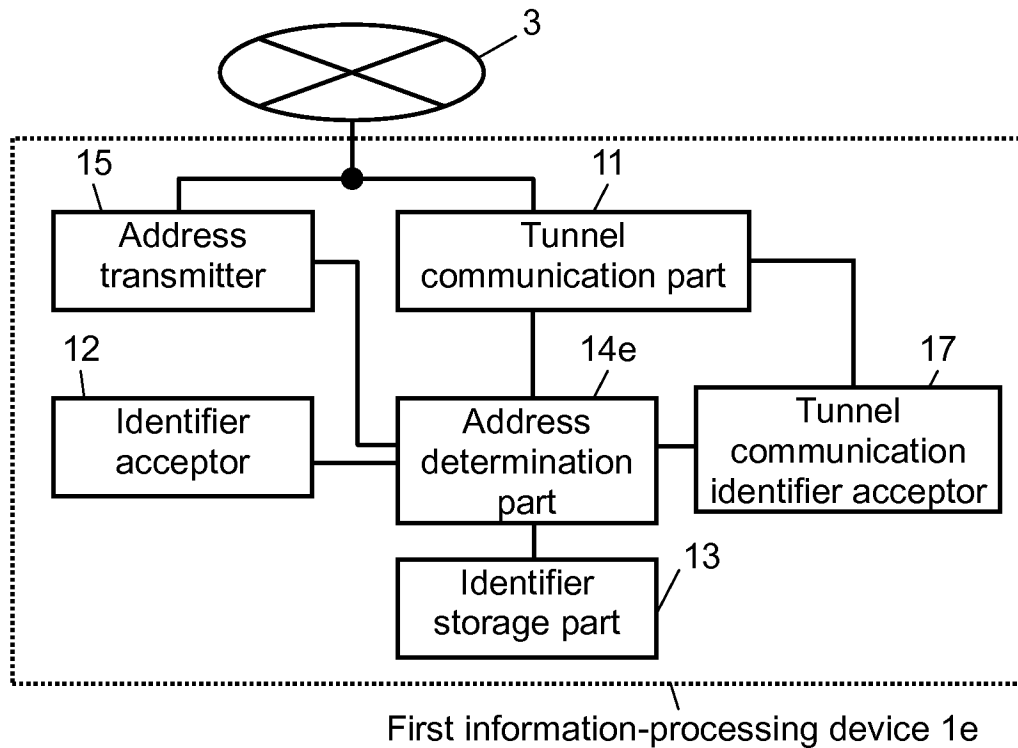 3
15
11
Address
transmitter
Tunnel
communication part
12
14e
17
Identifier
acceptor
Address
determination
part
Tunnel
communication
identifier acceptor
13
Identifier
storage part
First information-processing device 1e